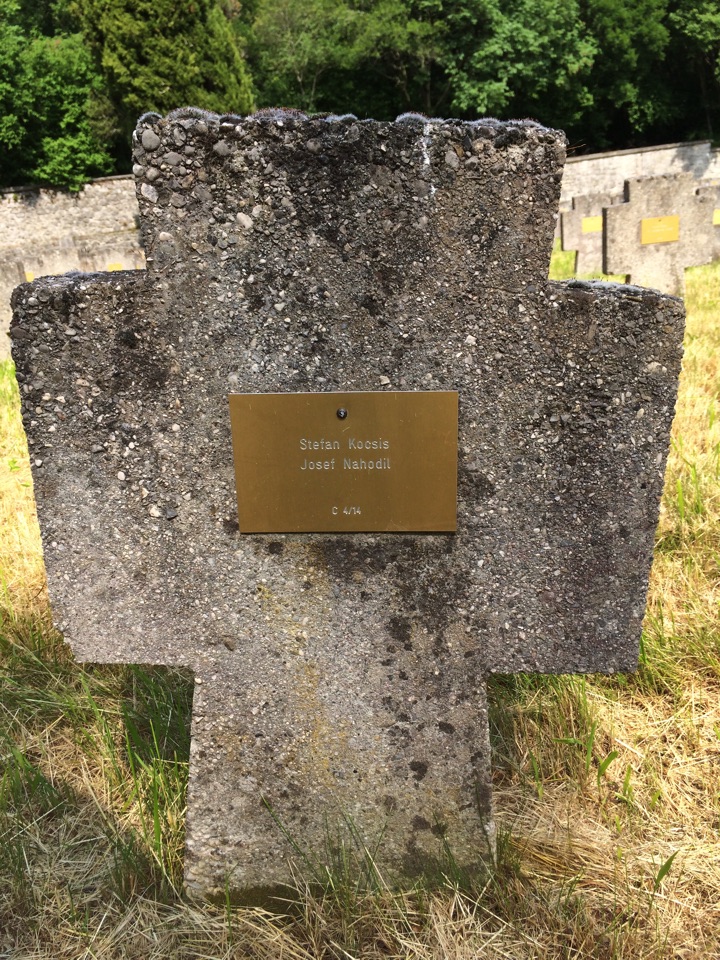 Stefan Kocsis
Josef Nahodil
C 4/14